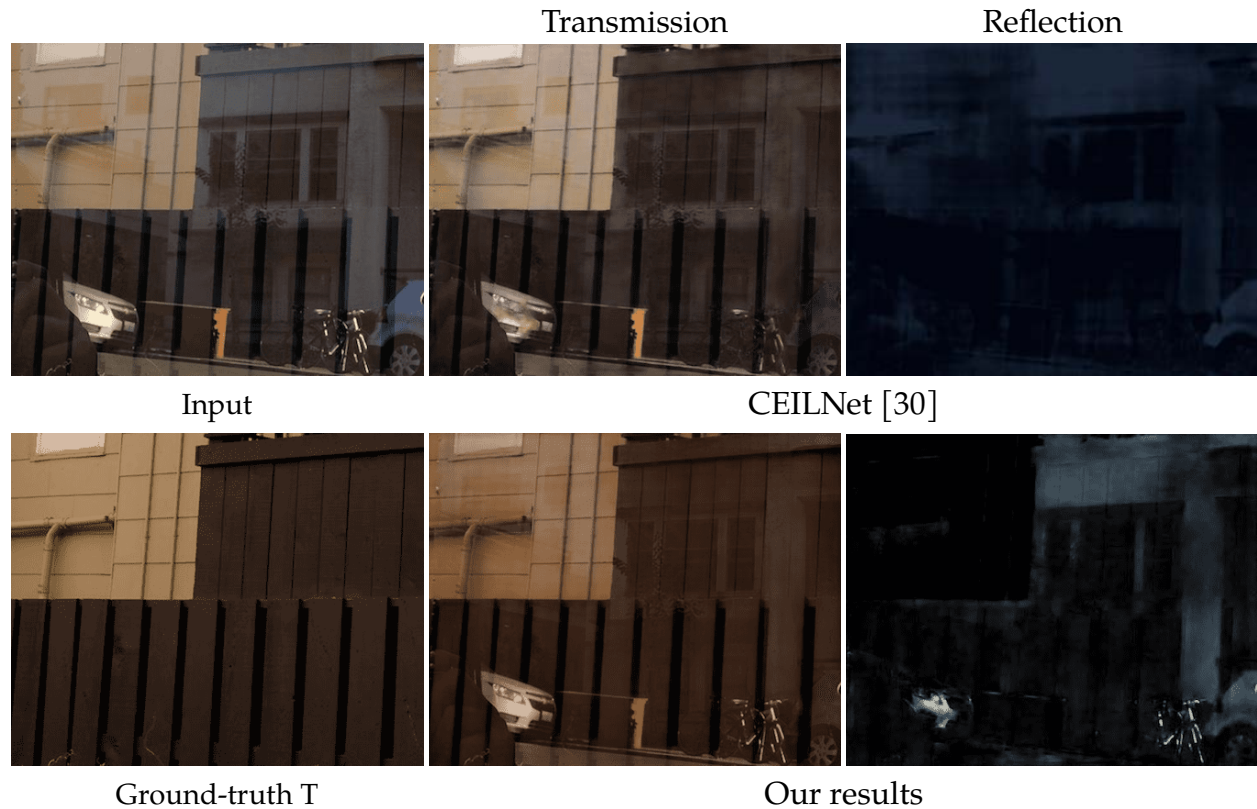 Transmission
Reflection
Input
CEILNet [30]
Ground-truth T
Our results